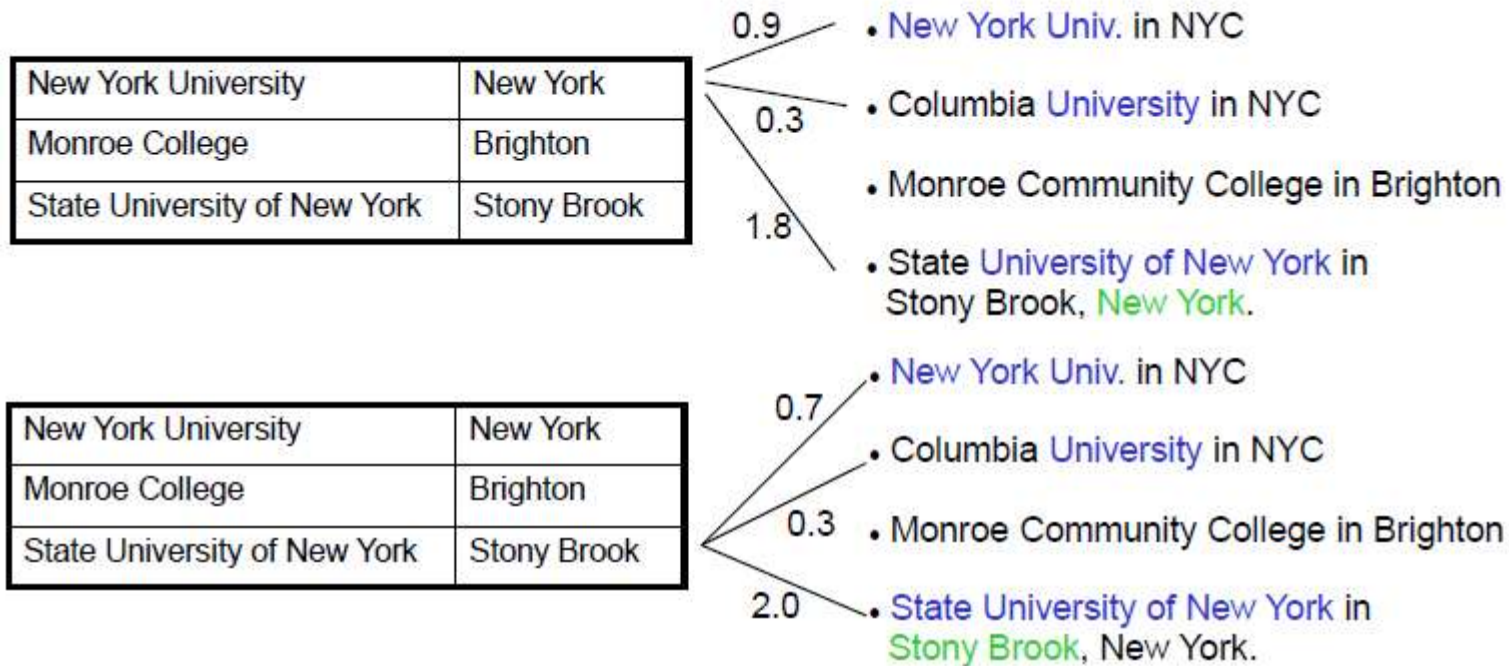 New York University New York
Monroe College Brighton
State University of New York Stony Brook
0.9
0.3
1.8
• New York Univ. in NYC
• Columbia University in NYC
• Monroe Community College in Brighton
• State University of New York in
Stony Brook, New York.
New York University New York
Monroe College Brighton
State University of New York Stony Brook
0.7
0.3
2.0
• New York Univ. in NYC
• Columbia University in NYC
• Monroe Community College in Brighton
• State University of New York in
Stony Brook, New York.